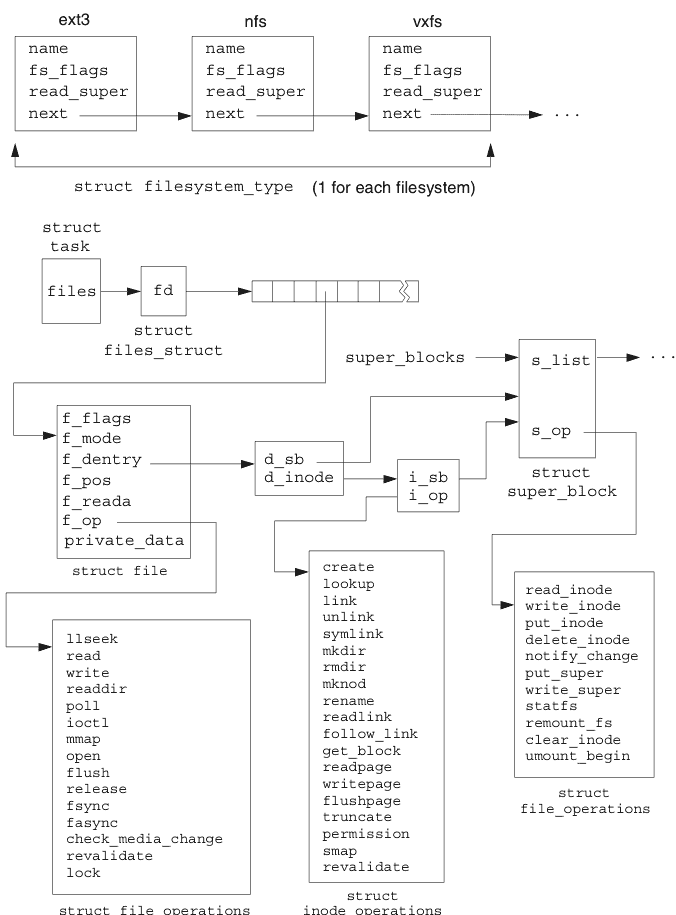 ext3 nfs vxfs
name name name
fs_flags fs_flags fs_flags
read_super read_super read_super
next next next ...
struct filesystem_type (1 for each filesystem)
struct
task
files
fd
struct
files_struct
super_blocks
s_list
...
s_op
struct
super_block
f_flags
f_mode
f_dentry
f_pos
f_reada
f_op
private_data
struct file
d_sb
d_inode
i_sb
i_op
llseek
read
write
readdir
poll
ioctl
mmap
open
flush
release
fsync
fasync
check_media_change
revalidate
lock
struct file_operations
create
lookup
link
unlink
symlink
mkdir
rmdir
mknod
rename
readlink
follow_link
get_block
readpage
writepage
flushpage
truncate
permission
smap
revalidate
struct
inode_operations
read_inode
write_inode
put_inode
delete_inode
notify_change
put_super
write_super
statfs
remount_fs
clear_inode
umount_begin
struct
file_operations